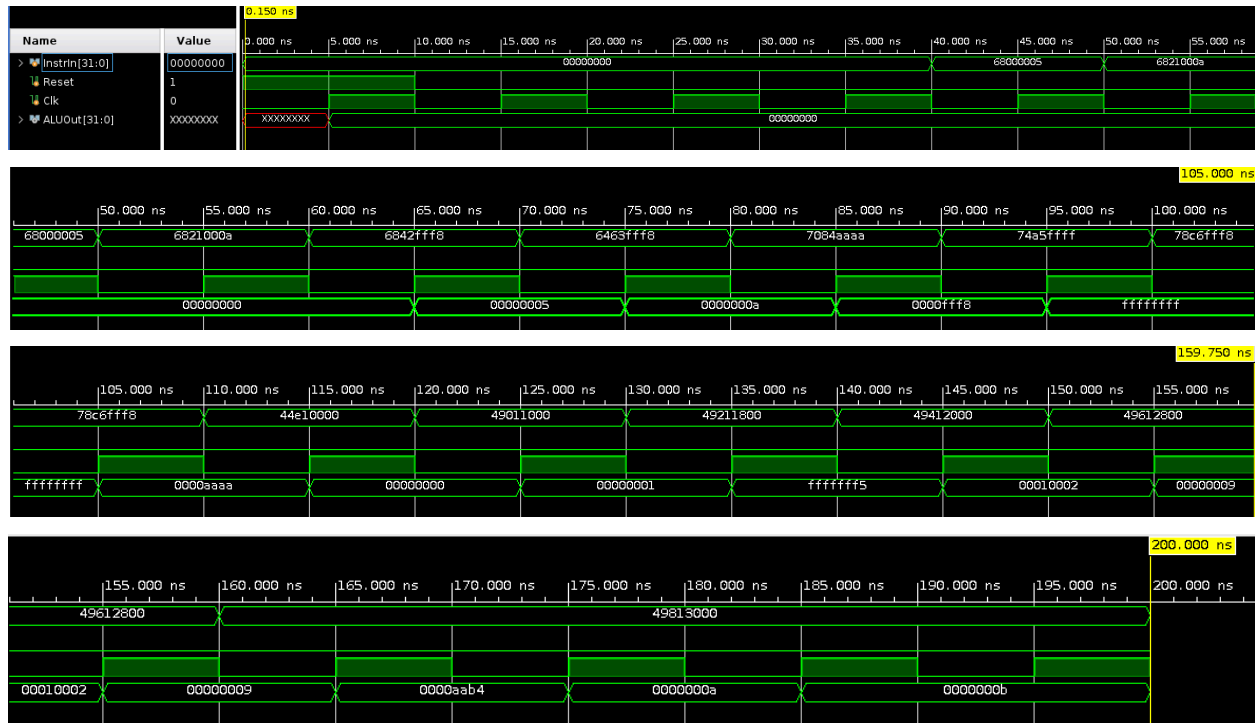 0.150 ns
Name Value 0.000 ns 5.000 ns 10.000 ns 15.000 ns 20.000 ns 25.000 ns 30.000 ns 35.000 ns 40.000 ns 45.000 ns 50.000 ns 55.000 ns
InstrIn[31:0] 00000000 00000000 68000005 6821000a
Reset 1
Clk 0
ALUOut[31:0] XXXXXXXX XXXXXXXX 00000000
105.000 ns
50.000 ns 55.000 ns 60.000 ns 65.000 ns 70.000 ns 75.000 ns 80.000 ns 85.000 ns 90.000 ns 95.000 ns 100.000 ns
68000005 6821000a 6842fff8 6463fff8 7084aaaa 74a5ffff 78c6fff8
00000000 00000005 0000000a 0000fff8 ffffffff
159.750 ns
105.000 ns 110.000 ns 115.000 ns 120.000 ns 125.000 ns 130.000 ns 135.000 ns 140.000 ns 145.000 ns 150.000 ns 155.000 ns
78c6fff8 44e10000 49011000 49211800 49412000 49612800
ffffffff 0000aaaa 00000000 00000001 fffffff5 00010002 00000009
200.000 ns
155.000 ns 160.000 ns 165.000 ns 170.000 ns 175.000 ns 180.000 ns 185.000 ns 190.000 ns 195.000 ns 200.000 ns
49612800 49813000
00010002 00000009 0000aab4 0000000a 0000000b